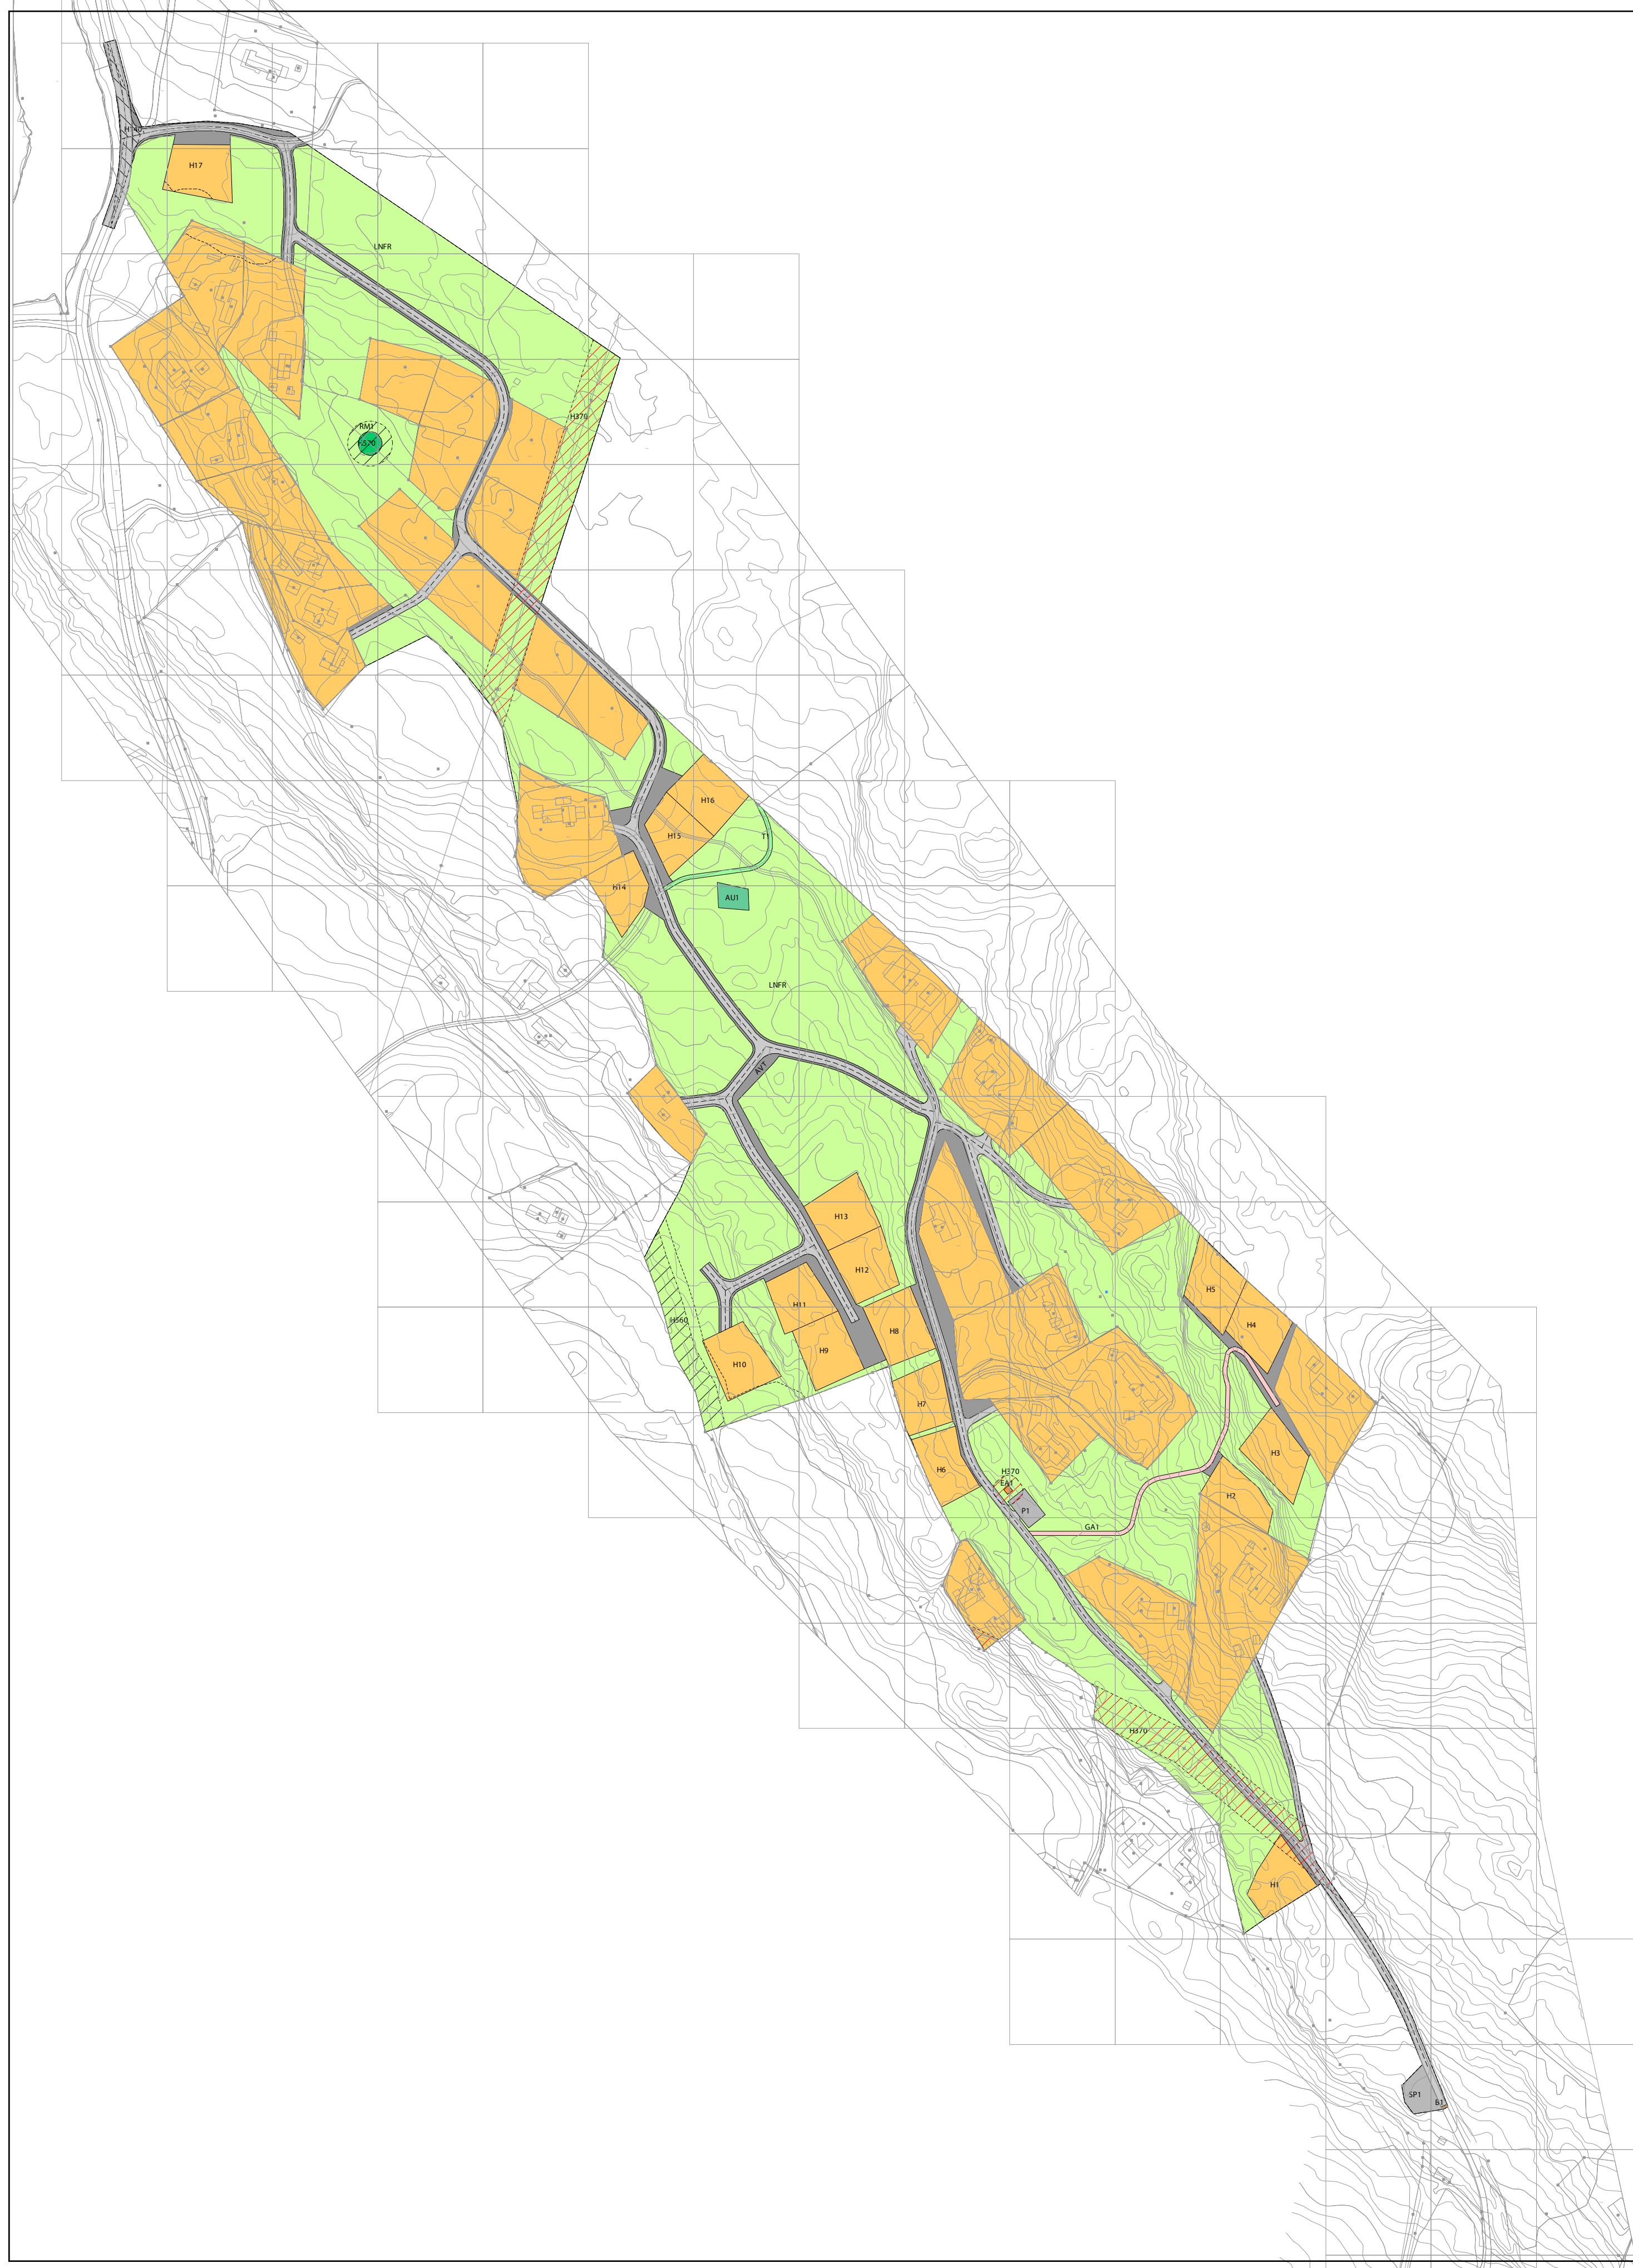 H140
H17
LNFR
H370
RM1
H570
H16
H15
T1
H14
AU1
LNFR
AV1
H13
H12
H5
H11
H560
H4
H8
H9
H10
H7
H3
H6
H370
EA1
H2
P1
GA1
H370
H1
SP1
B1